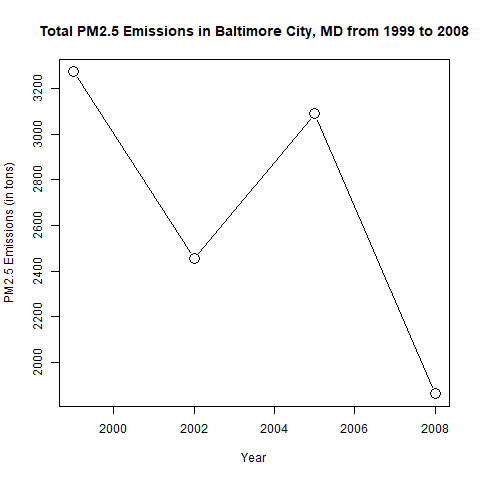 Total PM2.5 Emissions in Baltimore City, MD from 1999 to 2008
PM2.5 Emissions (in tons)
3200
3000
2800
2600
2400
2200
2000
2000 2002 2004 2006 2008
Year